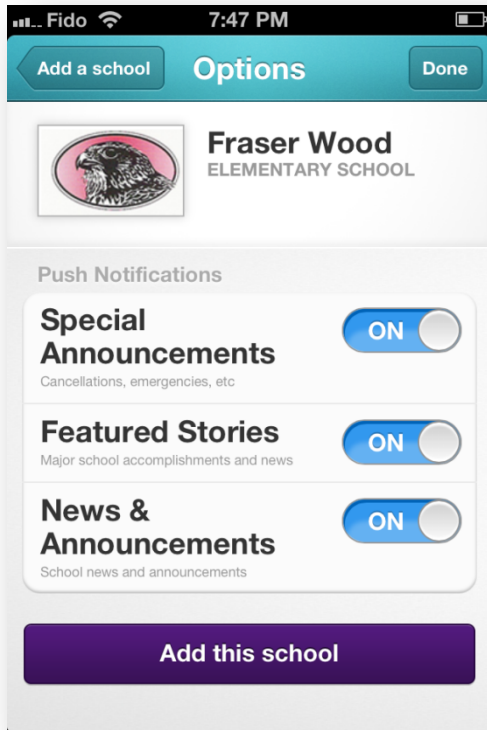 Fido 7:47 PM
Add a school Options Done
Fraser Wood
ELEMENTARY SCHOOL
Push Notifications
Special
Announcements
ON
Cancellations, emergencies, etc
Featured Stories
ON
Major school accomplishments and news
News &
Announcements
ON
School news and announcements
Add this school